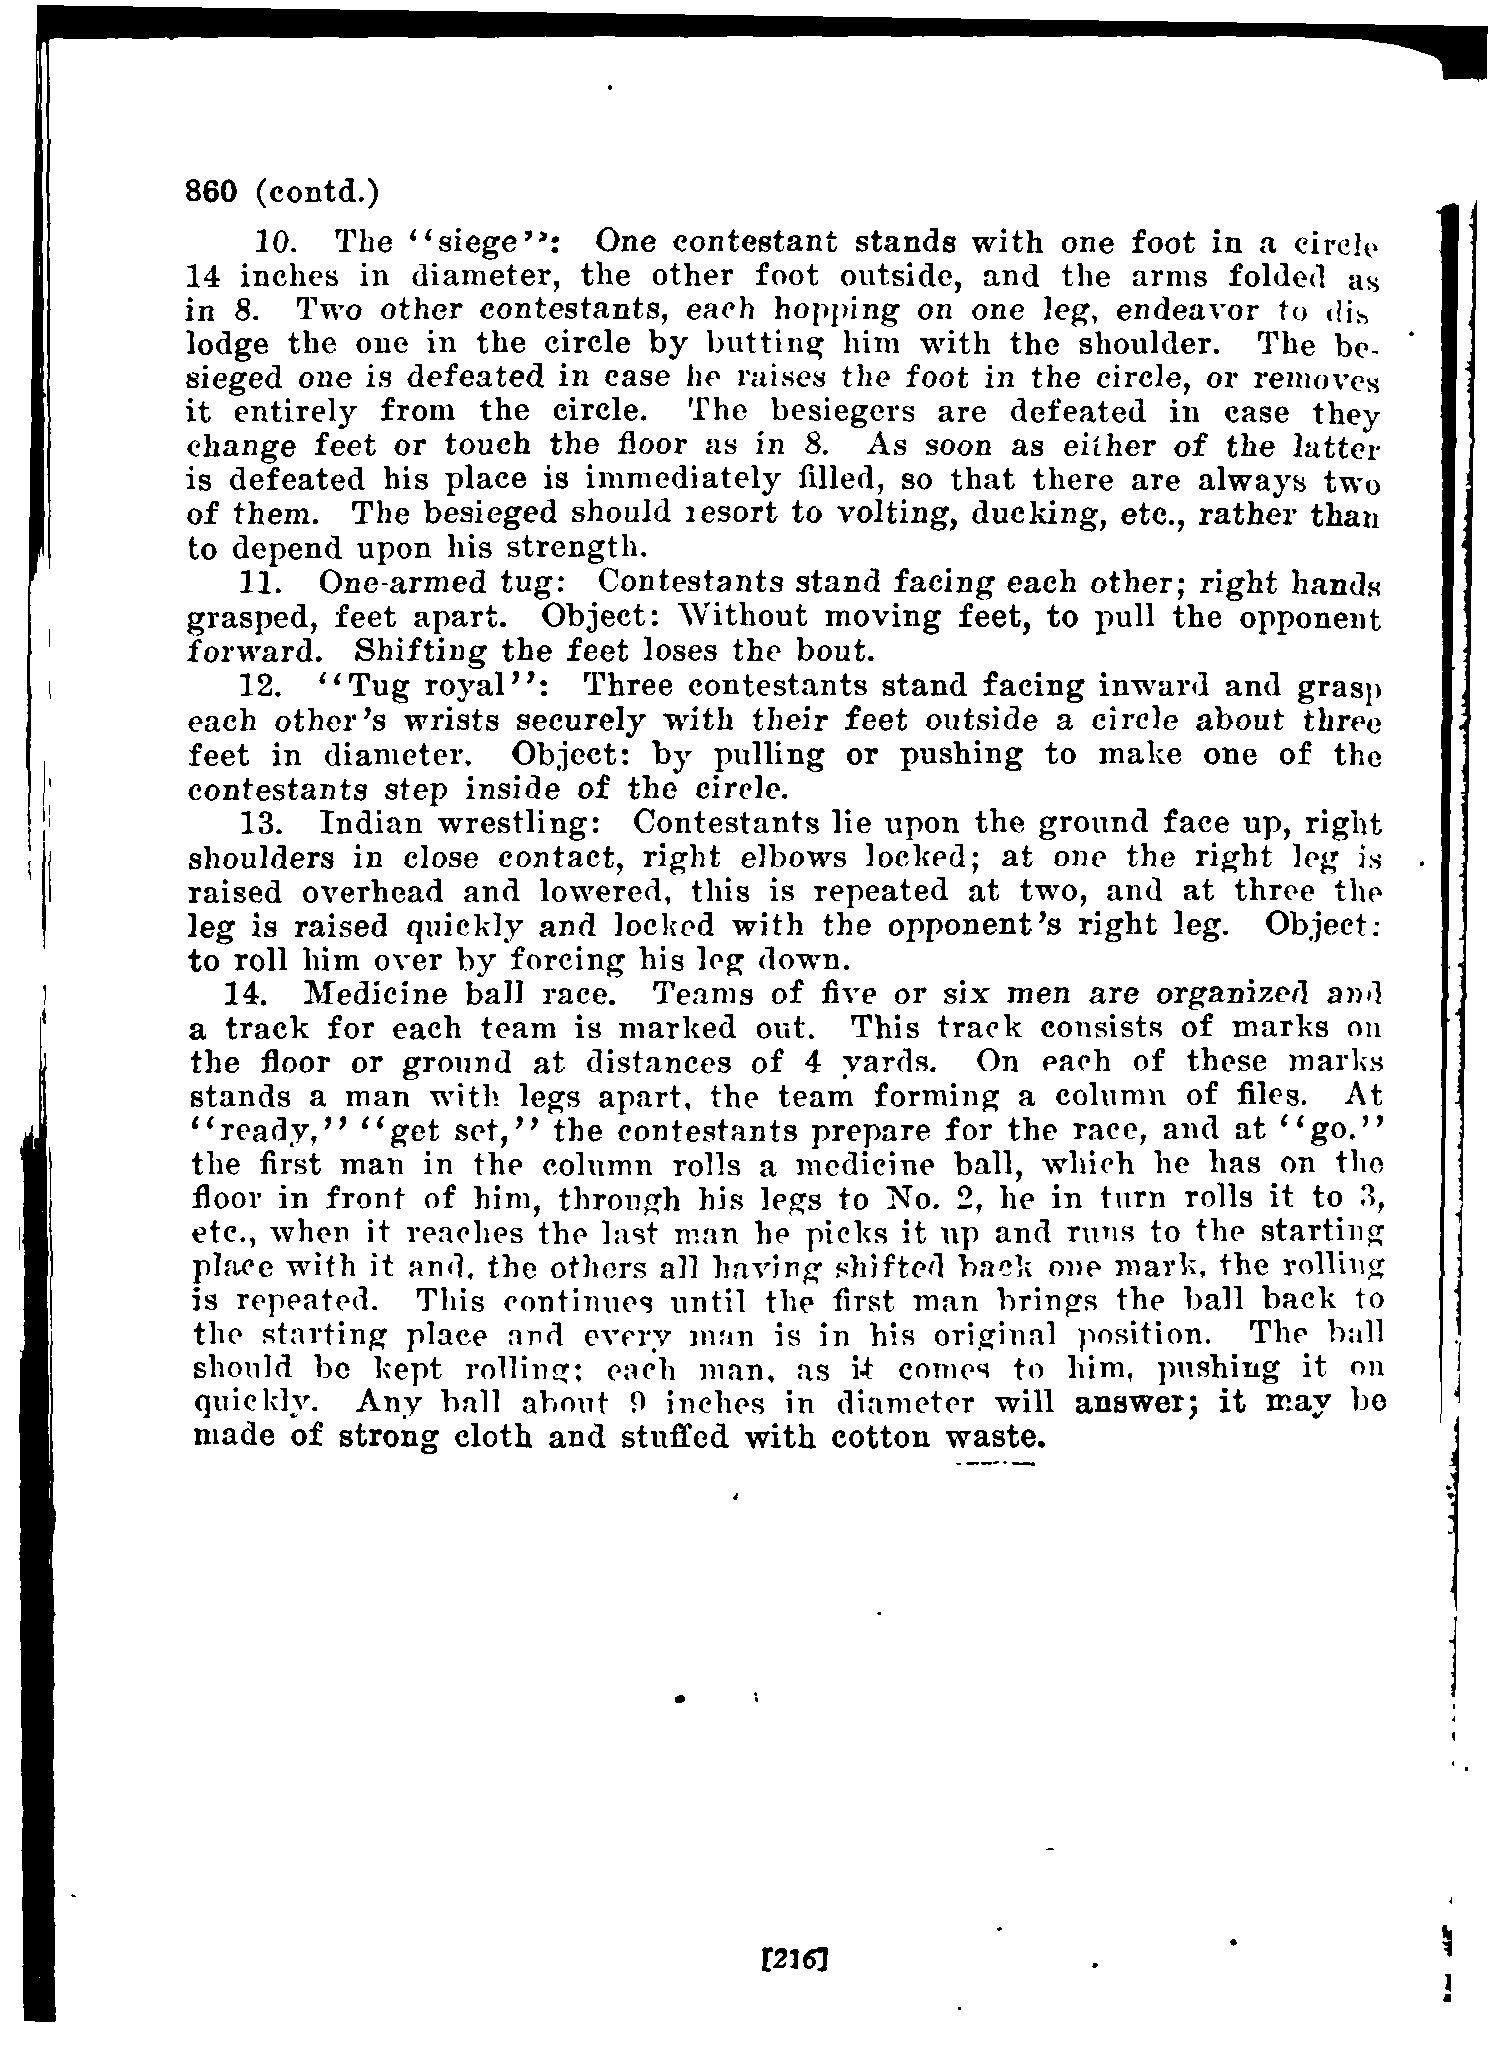 860 (contd.)
10. The "siege": One contestant stands with one foot in a circle
14 inches in diameter, the other foot outside, and the arms folded as
in 8. Two other contestants, each hopping on one leg, endeavor to dis
lodge the one in the circle by butting him with the shoulder. The be-
sieged one is defeated in case he raises the foot in the circle, or removes
it entirely from the circle. The besiegers are defeated in case they
change feet or touch the floor as in 8. As soon as either of the latter
is defeated his place is immediately filled, so that there are always two
of them. The besieged should resort to volting, ducking, etc., rather than
to depend upon his strength.
11. One-armed tug: Contestants stand facing each other; right hands
grasped, feet apart. Object: Without moving feet, to pull the opponent
forward. Shifting the feet loses the bout.
12. "Tug royal": Three contestants stand facing inward and grasp
each other's wrists securely with their feet outside a circle about three
feet in diameter. Object: by pulling or pushing to make one of the
contestants step inside of the circle.
13. Indian wrestling: Contestants lie upon the ground face up, right
shoulders in close contact, right elbows locked; at one the right leg is
raised overhead and lowered, this is repeated at two, and at three the
leg is raised quickly and locked with the opponent's right leg. Object:
to roll him over by forcing his leg down.
14. Medicine ball race. Teams of five or six men are organized and
a track for each team is marked out. This track consists of marks on
the floor or ground at distances of 4 yards. On each of these marks
stands a man with legs apart, the team forming a column of files. At
"ready," "get set," the contestants prepare for the race, and at "go."
the first man in the column rolls a medicine ball, which he has on the
floor in front of him, through his legs to No. 2, he in turn rolls it to 3,
etc., when it reaches the last man he picks it up and runs to the starting
place with it and, the others all having shifted back one mark, the rolling
is repeated. This continues until the first man brings the ball back to
the starting place and every man is in his original position. The ball
should be kept rolling; each man, as it comes to him, pushing it on
quickly. Any ball about 9 inches in diameter will answer; it may be
made of strong cloth and stuffed with cotton waste.
[216]